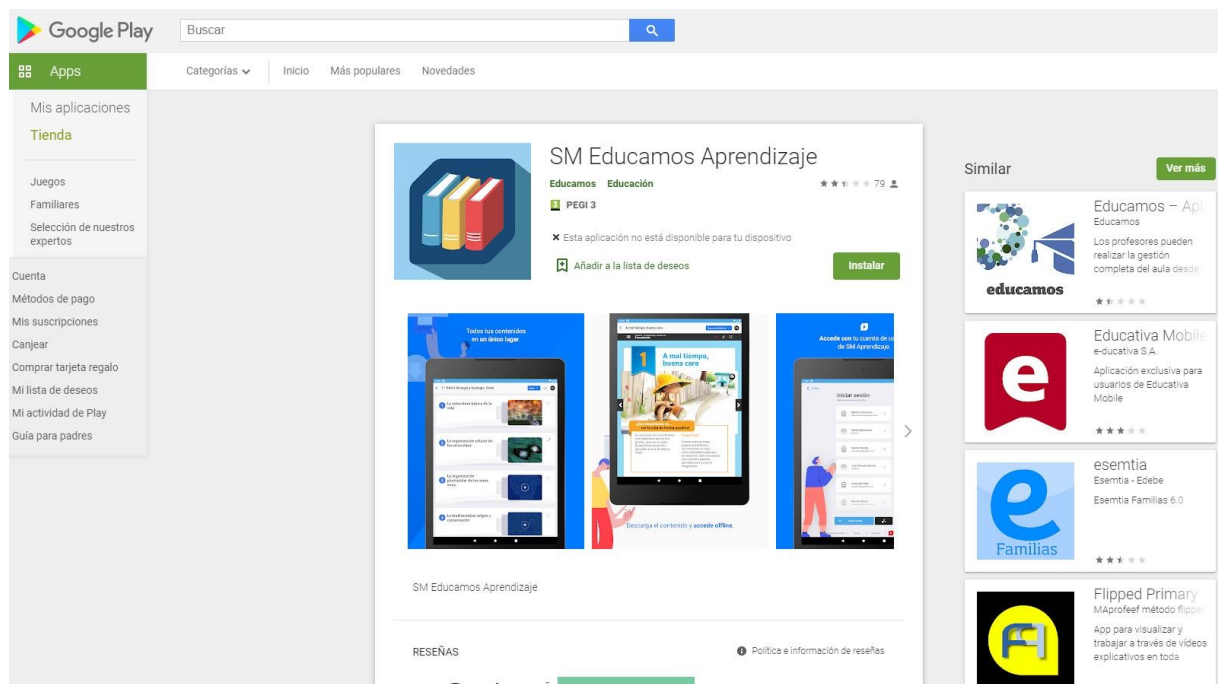 Google Play
Buscar
Apps
Categorías
Inicio
Más populares
Novedades
Mis aplicaciones
Tienda
Juegos
Familiares
Selección de nuestros
expertos
Cuenta
Métodos de pago
Mis suscripciones
Canjear
Comprar tarjeta regalo
Mi lista de deseos
Mi actividad de Play
Guía para padres
SM Educamos Aprendizaje
Educamos Educación
79
3 PEGI 3
Esta aplicación no está disponible para tu dispositivo
Añadir a la lista de deseos
Instalar
Todos tus contenidos
en un único lugar.
1
A mal tiempo,
buena cara
Descarga el contenido y accede offline.
Accede con tu cuenta de us
de SM Aprendizaje.
Iniciar sesión
SM Educamos Aprendizaje
RESEÑAS
Política e información de reseñas
Similar
Ver más
educamos
Educamos – Apli
Educamos
Los profesores pueden
realizar la gestión
completa del aula desde
e
Educativa Mobile
e-ducativa S.A.
Aplicación exclusiva para
usuarios de Educativa
Mobile
e
Familias
esemtia
Esemtia - Edebe
Esemtia Familias 6.0
Flipped Primary
MAprofeef método flipped
App para visualizar y
trabajar a través de vídeos
explicativos en toda